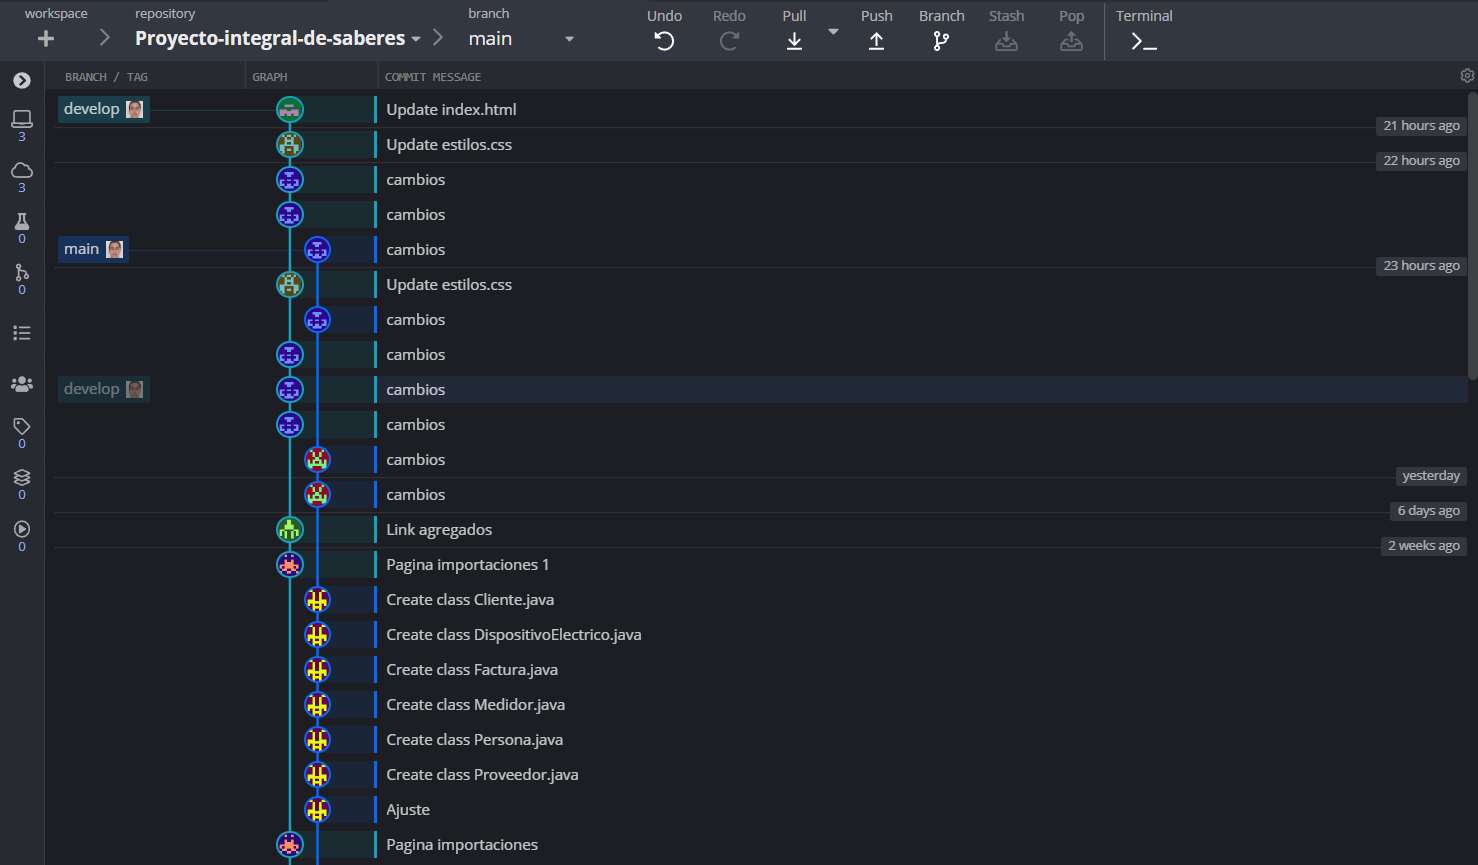 workspace
repository
branch
Proyecto-integral-de-saberes
main
Undo
Redo
Pull
Push
Branch
Stash
Pop
Terminal
BRANCH / TAG
GRAPH
COMMIT MESSAGE
develop
Update index.html
21 hours ago
Update estilos.css
22 hours ago
cambios
cambios
main
cambios
23 hours ago
Update estilos.css
cambios
cambios
develop
cambios
cambios
cambios
yesterday
cambios
6 days ago
Link agregados
2 weeks ago
Pagina importaciones 1
Create class Cliente.java
Create class DispositivoElectrico.java
Create class Factura.java
Create class Medidor.java
Create class Persona.java
Create class Proveedor.java
Ajuste
Pagina importaciones
3
3
0
0
0
0
0